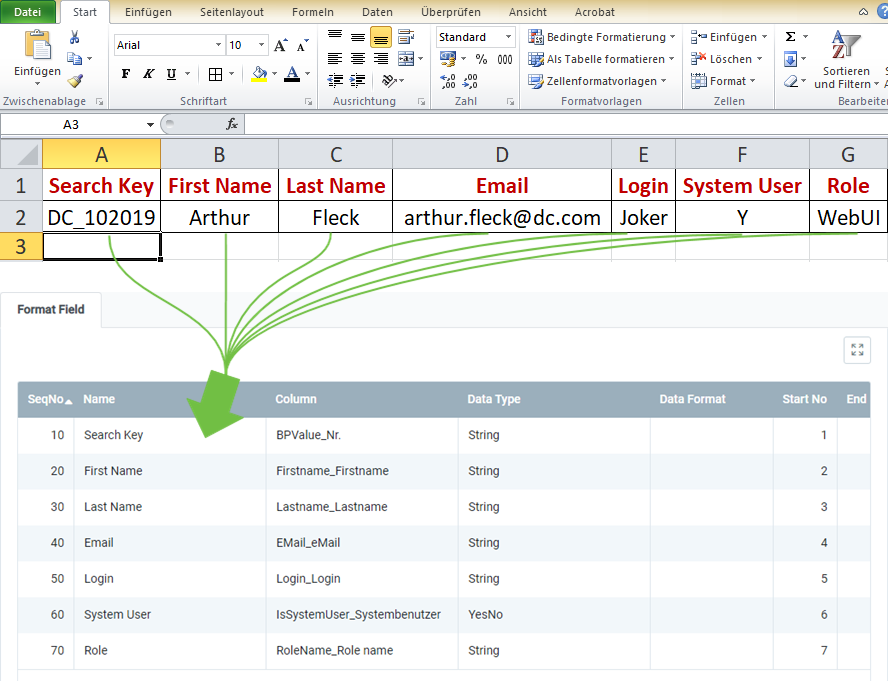 Datei Start Einfügen Seitenlayout Formeln Daten Überprüfen Ansicht Acrobat
Arial 10 A A Standard Bedingte Formatierung Einfügen Σ
Einfügen F K U A % 000 Als Tabelle formatieren Löschen Sortieren
Zellenformatvorlagen Format und Filtern
Zwischenablage Schriftart Ausrichtung Zahl Formatvorlagen Zellen Bearbeite
A3 fx
A B C D E F G
1 Search Key First Name Last Name Email Login System User Role
2 DC_102019 Arthur Fleck arthur.fleck@dc.com Joker Y WebUI
3
Format Field
SeqNo Name Column Data Type Data Format Start No End
10 Search Key BPValue_Nr. String 1
20 First Name Firstname_Firstname String 2
30 Last Name Lastname_Lastname String 3
40 Email EMail_eMail String 4
50 Login Login_Login String 5
60 System User IsSystemUser_Systembenutzer YesNo 6
70 Role RoleName_Role name String 7